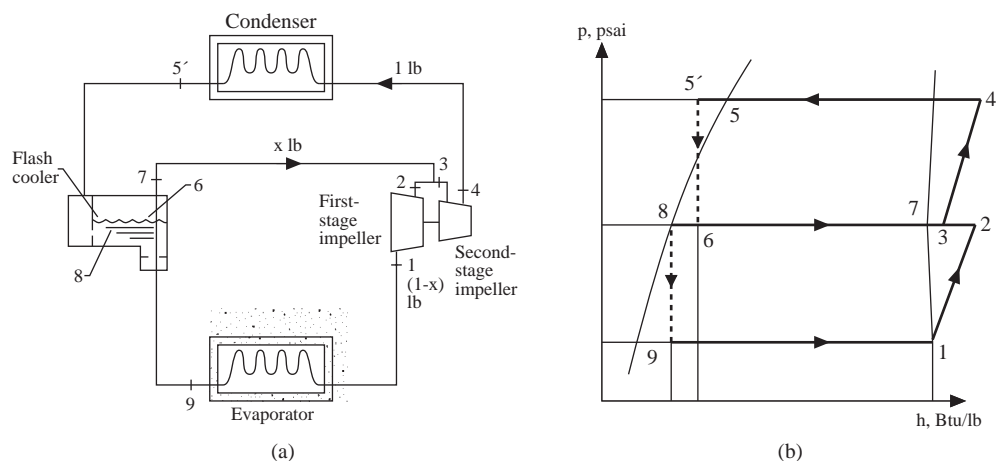 Condenser
5´
1 lb
x lb
Flash
cooler
7
6
2
3
4
First-
stage
impeller
8
1
(1-x)
lb
Second-
stage
impeller
9
Evaporator
(a)
p, psai
5´
5
4
8
6
7
3
2
9
1
h, Btu/lb
(b)